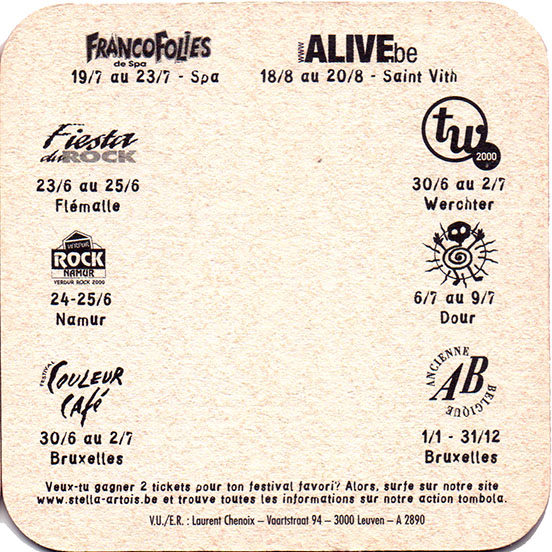 FRANCOFOLIES
de Spa
19/7 au 23/7 - Spa
www.ALIVE.be
18/8 au 20/8 - Saint Vith
Fiesta
du ROCK
23/6 au 25/6
Flémalle
tw
2000
30/6 au 2/7
Werchter
VERDUR
ROCK
NAMUR
VERDUR ROCK 2000
24-25/6
Namur
6/7 au 9/7
Dour
FESTIVAL
COULEUR
CAFé
30/6 au 2/7
Bruxelles
ANCIENNE
AB
BELGIQUE
1/1 - 31/12
Bruxelles
Veux-tu gagner 2 tickets pour ton festival favori? Alors, surfe sur notre site
www.stella-artois.be et trouve toutes les informations sur notre action tombola.
V.U./E.R. : Laurent Chenoix – Vaartstraat 94 – 3000 Leuven – A 2890